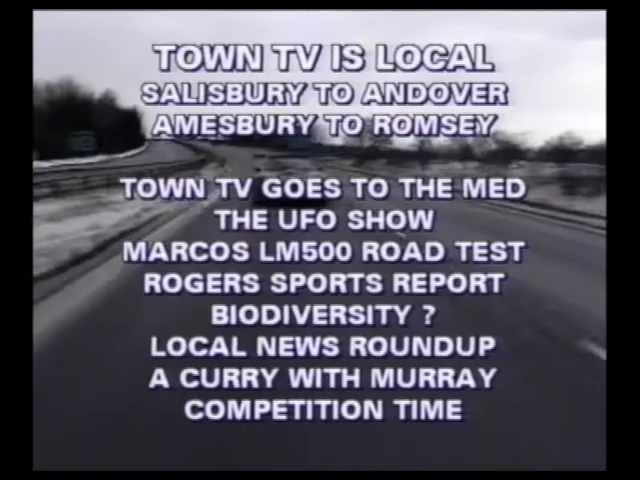 TOWN TV IS LOCAL
SALISBURY TO ANDOVER
AMESBURY TO ROMSEY
TOWN TV GOES TO THE MED
THE UFO SHOW
MARCOS LM500 ROAD TEST
ROGERS SPORTS REPORT
BIODIVERSITY ?
LOCAL NEWS ROUNDUP
A CURRY WITH MURRAY
COMPETITION TIME